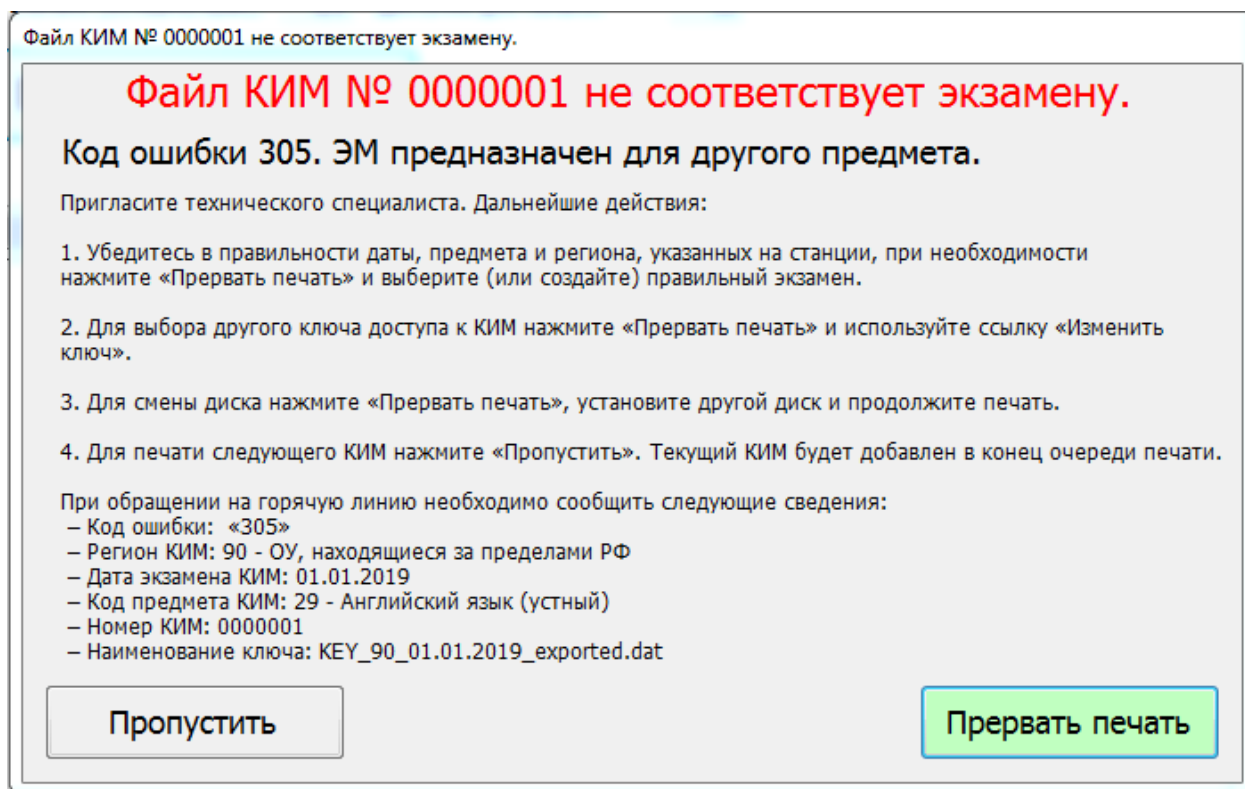 Файл КИМ № 0000001 не соответствует экзамену.
Файл КИМ № 0000001 не соответствует экзамену.
Код ошибки 305. ЭМ предназначен для другого предмета.
Пригласите технического специалиста. Дальнейшие действия:
1. Убедитесь в правильности даты, предмета и региона, указанных на станции, при необходимости
нажмите «Прервать печать» и выберите (или создайте) правильный экзамен.
2. Для выбора другого ключа доступа к КИМ нажмите «Прервать печать» и используйте ссылку «Изменить
ключ».
3. Для смены диска нажмите «Прервать печать», установите другой диск и продолжите печать.
4. Для печати следующего КИМ нажмите «Пропустить». Текущий КИМ будет добавлен в конец очереди печати.
При обращении на горячую линию необходимо сообщить следующие сведения:
– Код ошибки:  «305»
– Регион КИМ: 90 - ОУ, находящиеся за пределами РФ
– Дата экзамена КИМ: 01.01.2019
– Код предмета КИМ: 29 - Английский язык (устный)
– Номер КИМ: 0000001
– Наименование ключа: KEY_90_01.01.2019_exported.dat
Пропустить
Прервать печать